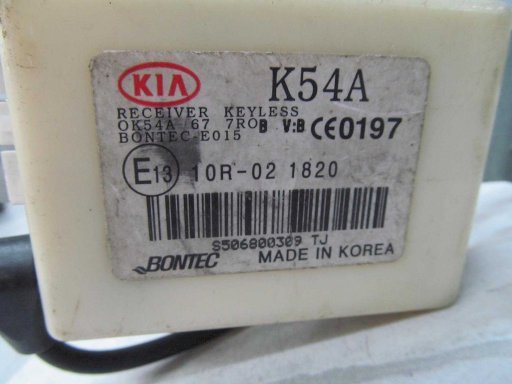 KIA K54A
RECEIVER KEYLESS
OK54A 67 7ROB V:B CE0197
BONTEC-E015
E13 10R-02 1820
S506800309 TJ
BONTEC MADE IN KOREA